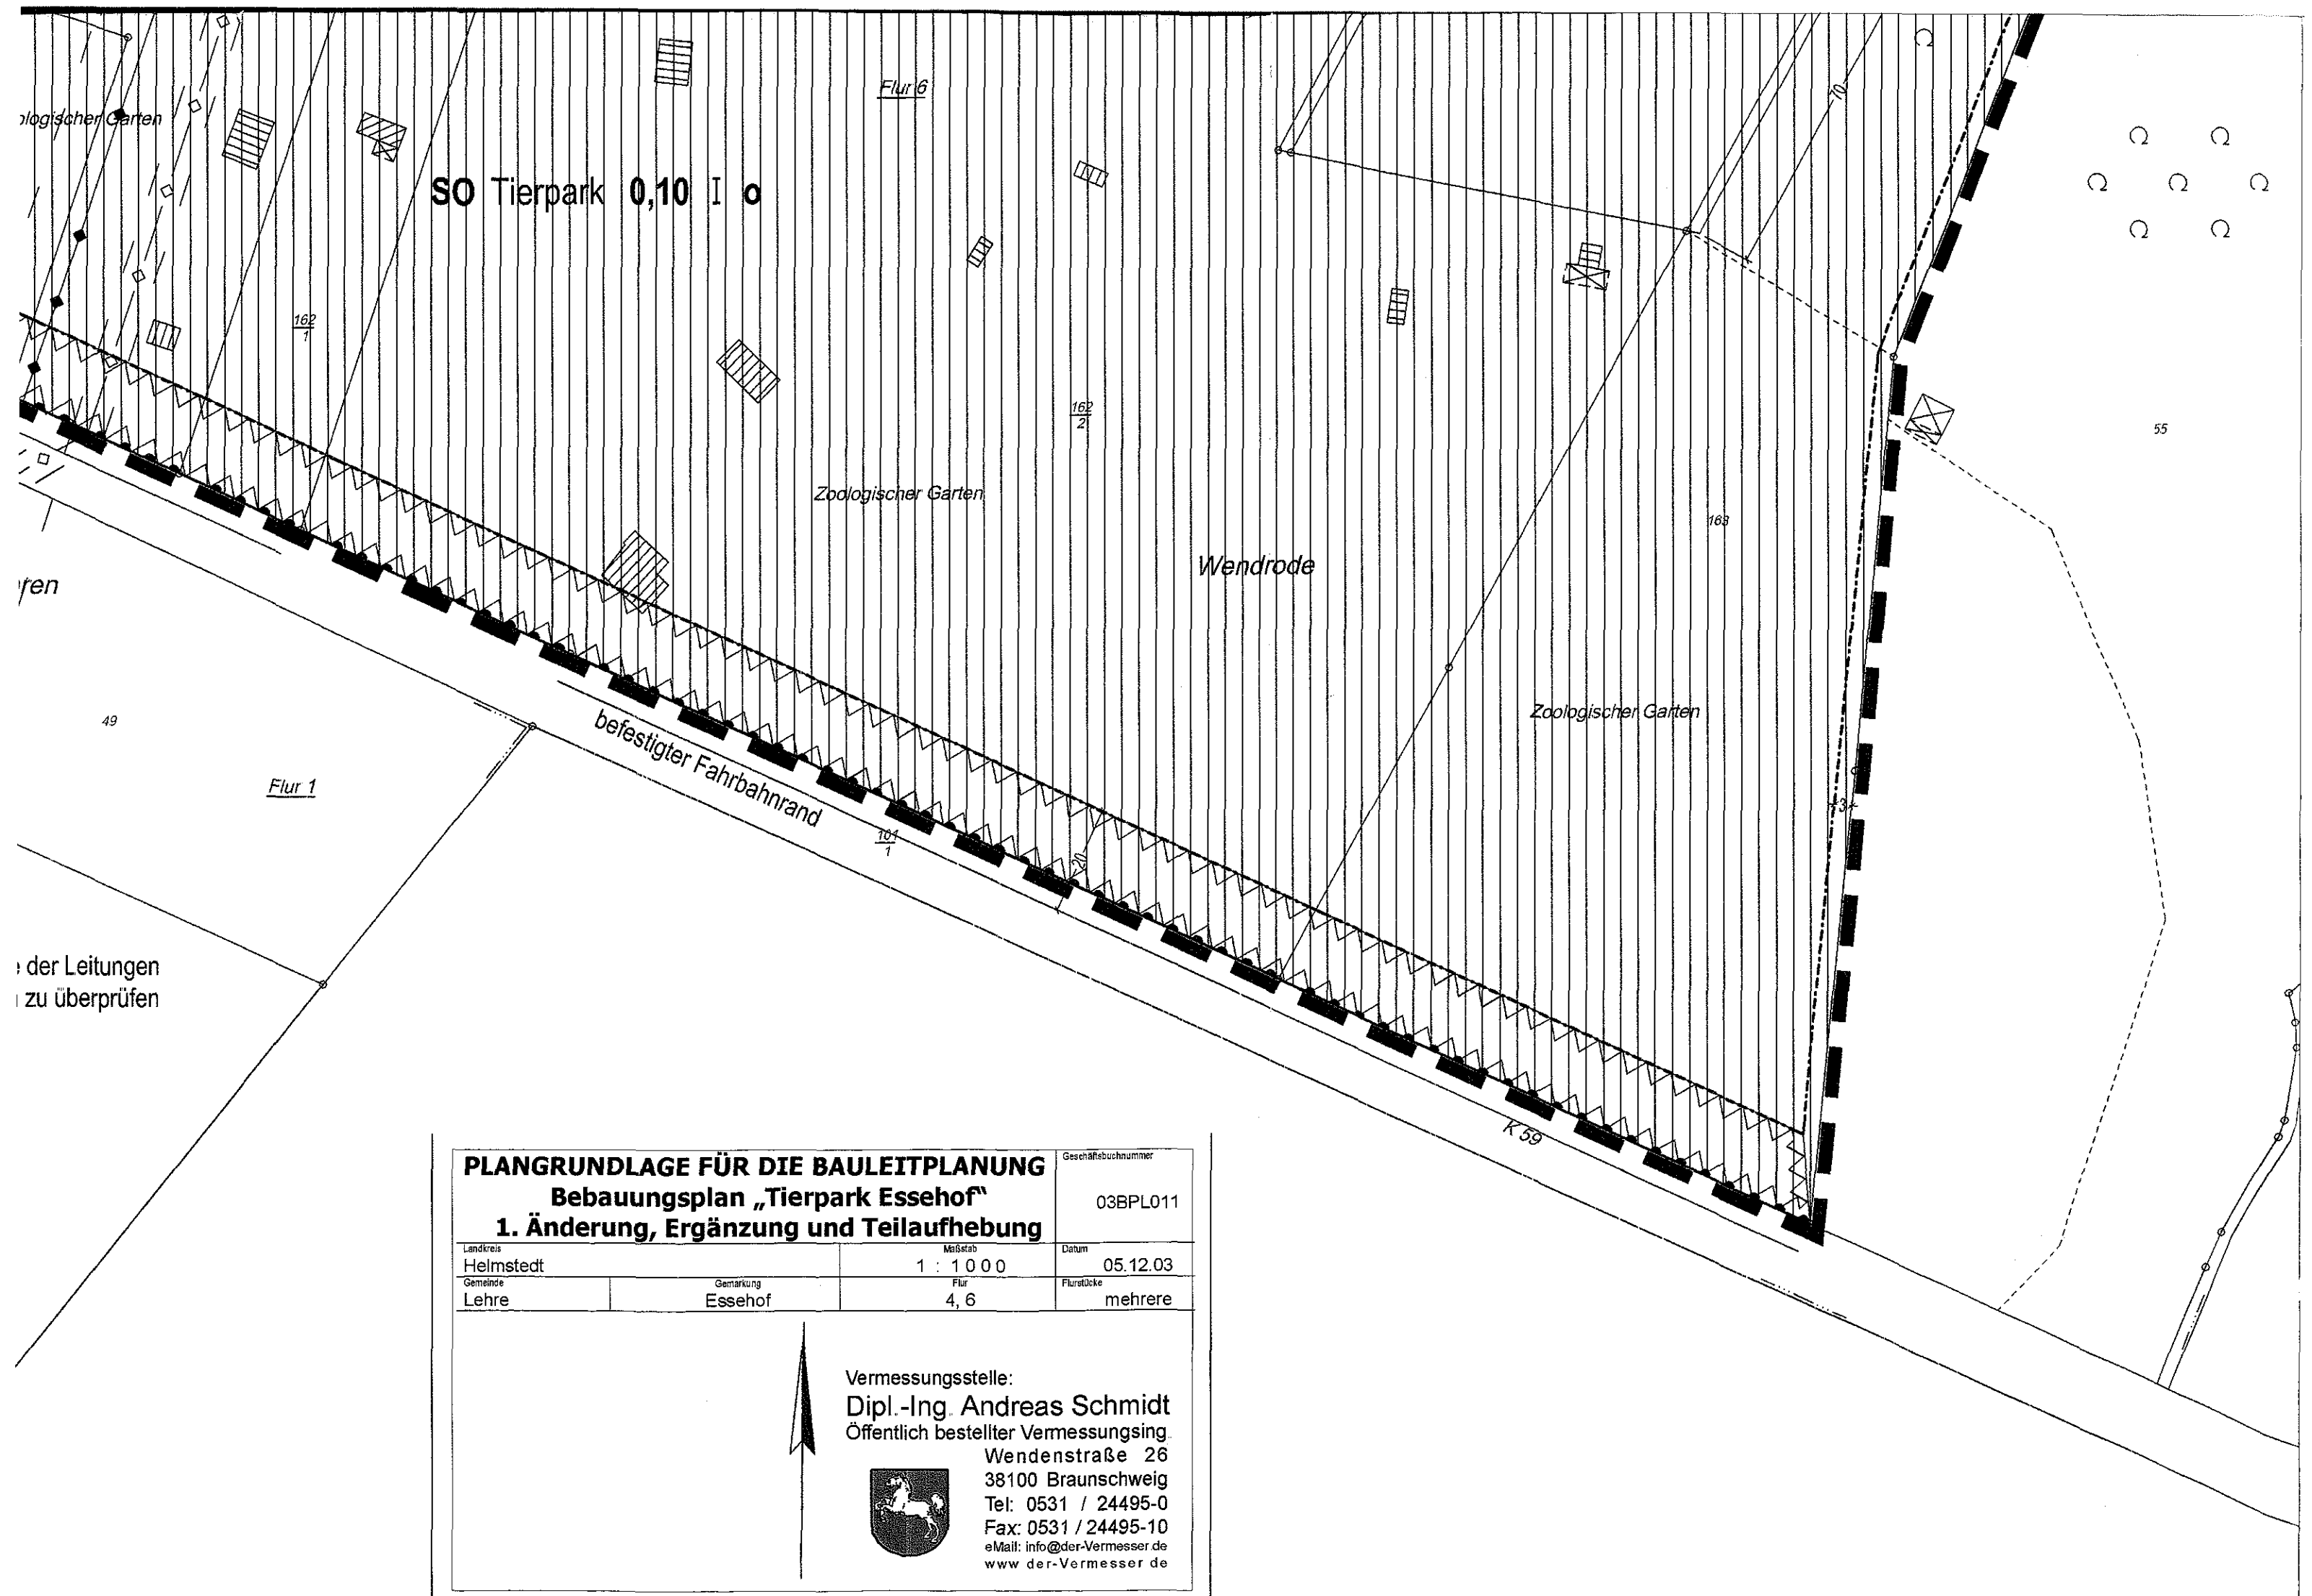 Flur 6
Garten
SO Tierpark 0,10 I o
70
162
1
162
2
55
Zoologischer Garten
163
Wendrode
Zoologischer Garten
49
Flur 1
befestigter Fahrbahnrand
101
1
20
3
der Leitungen
zu überprüfen
K 59
PLANGRUNDLAGE FÜR DIE BAULEITPLANUNG
Bebauungsplan „Tierpark Essehof“
1. Änderung, Ergänzung und Teilaufhebung
Geschäftsbuchnummer
03BPL011
Landkreis
Helmstedt
Maßstab
1 : 1000
Datum
05.12.03
Gemeinde
Lehre
Gemarkung
Essehof
Flur
4, 6
Flurstücke
mehrere
Vermessungsstelle:
Dipl.-Ing. Andreas Schmidt
Öffentlich bestellter Vermessungsing.
Wendenstraße 26
38100 Braunschweig
Tel: 0531 / 24495-0
Fax: 0531 / 24495-10
eMail: info@der-Vermesser.de
www der-Vermesser de